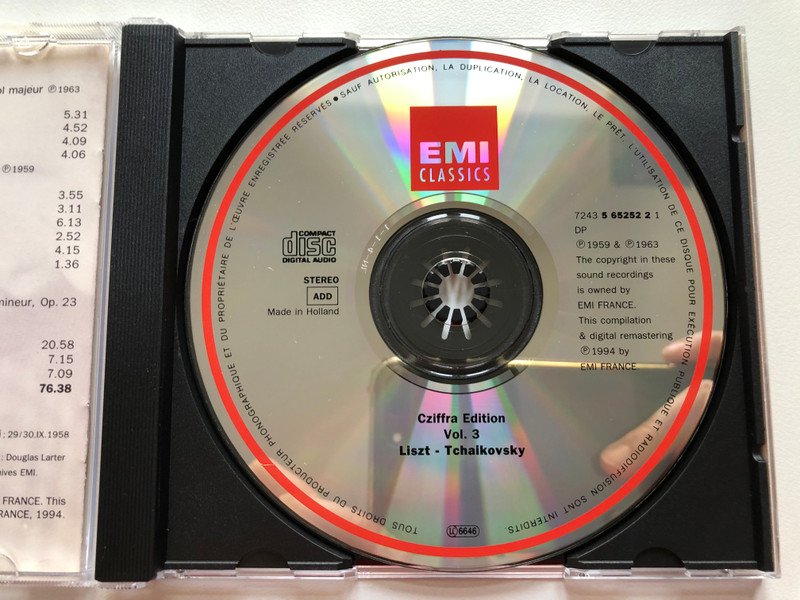 ol majeur ℗1963
5.31
4.52
4.09
4.06
℗1959
3.55
3.11
6.13
2.52
4.15
1.36
mineur, Op. 23
20.58
7.15
7.09
76.38
; 29/30.IX.1958
: Douglas Larter
ives EMI.
FRANCE. This
RANCE, 1994.
TOUS DROITS DU PRODUCTEUR PHONOGRAPHIQUE ET DU PROPRIÉTAIRE DE L'ŒUVRE ENREGISTRÉE RÉSERVÉS ● SAUF AUTORISATION, LA DUPLICATION, LA LOCATION, LE PRÊT, L'UTILISATION DE CE DISQUE POUR EXÉCUTION PUBLIQUE ET RADIODIFFUSION SONT INTERDITS.
EMI
CLASSICS
COMPACT
disc
DIGITAL AUDIO
STEREO
ADD
Made in Holland
7243 5 65252 2 1
DP
℗1959 & ℗1963
The copyright in these
sound recordings
is owned by
EMI FRANCE.
This compilation
& digital remastering
℗1994 by
EMI FRANCE.
Cziffra Edition
Vol. 3
Liszt - Tchaikovsky
LC 6646